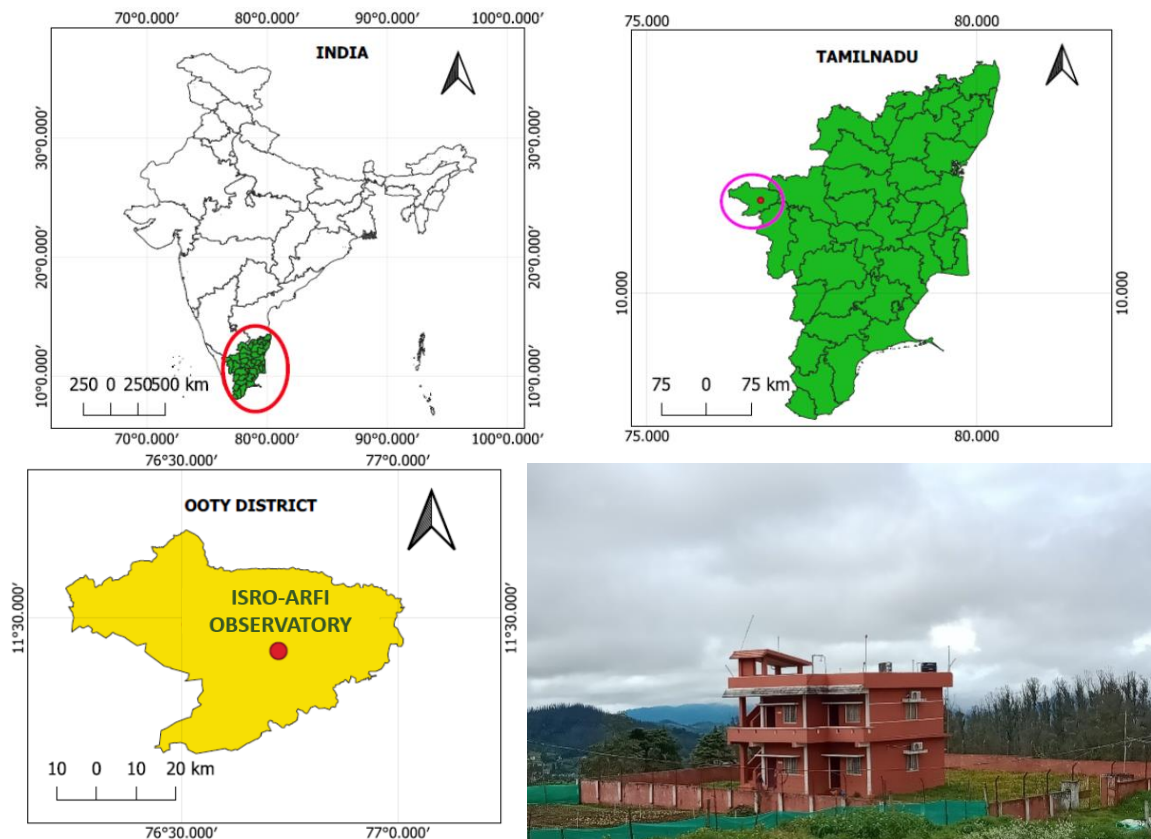 70°0.000′ 80°0.000′ 90°0.000′ 100°0.000′
INDIA
30°0.000′ 30°0.000′
20°0.000′ 20°0.000′
10°0.000′ 10°0.000′
250 0 250500 km
70°0.000′ 80°0.000′ 90°0.000′ 100°0.000′
75.000 80.000
TAMILNADU
10.000 10.000
75 0 75 km
75.000 80.000
76°30.000′ 77°0.000′
OOTY DISTRICT
11°30.000′ 11°30.000′
ISRO-ARFI
OBSERVATORY
10 0 10 20 km
76°30.000′ 77°0.000′